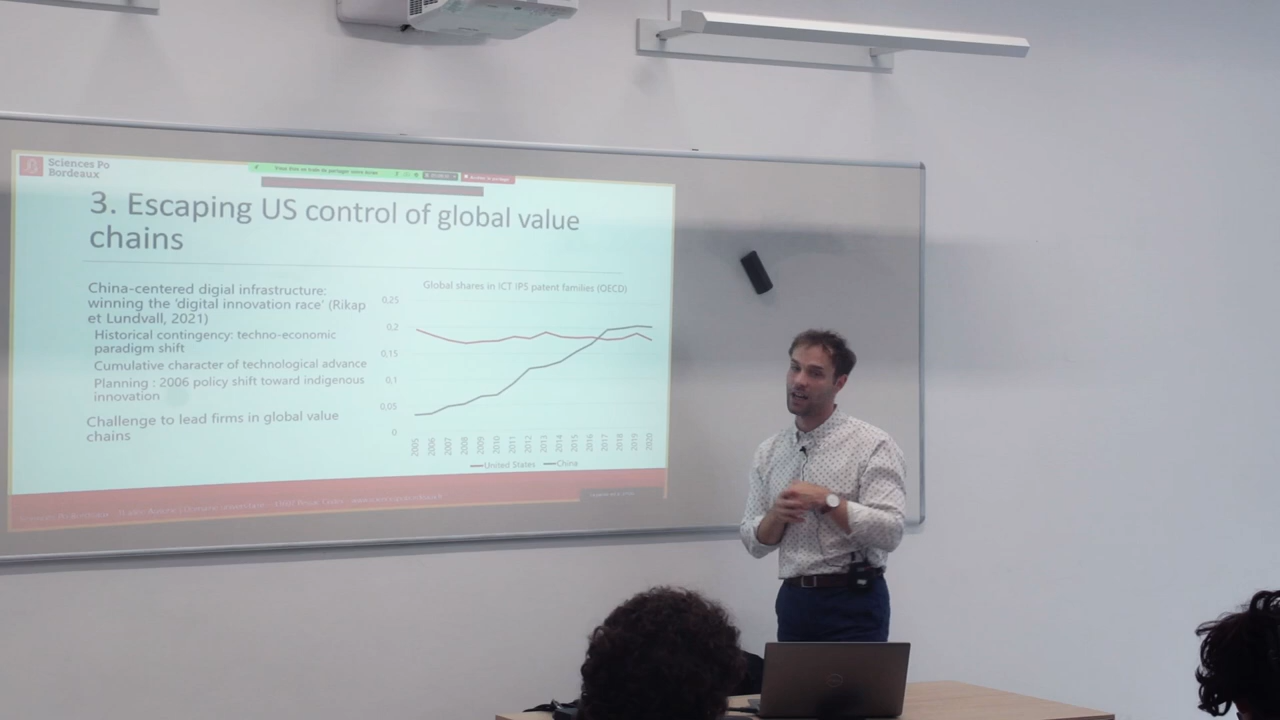 Sciences Po
Bordeaux
3. Escaping US control of global value
chains
China-centered digial infrastructure:
winning the 'digital innovation race' (Rikap
et Lundvall, 2021)
Historical contingency: techno-economic
paradigm shift
Cumulative character of technological advance
Planning : 2006 policy shift toward indigenous
innovation
Challenge to lead firms in global value
chains
Global shares in ICT IP5 patent families (OECD)
0,25
0,2
0,15
0,1
0,05
0
2005 2006 2007 2008 2009 2010 2011 2012 2013 2014 2015 2016 2017 2018 2019 2020
United States China
DELL